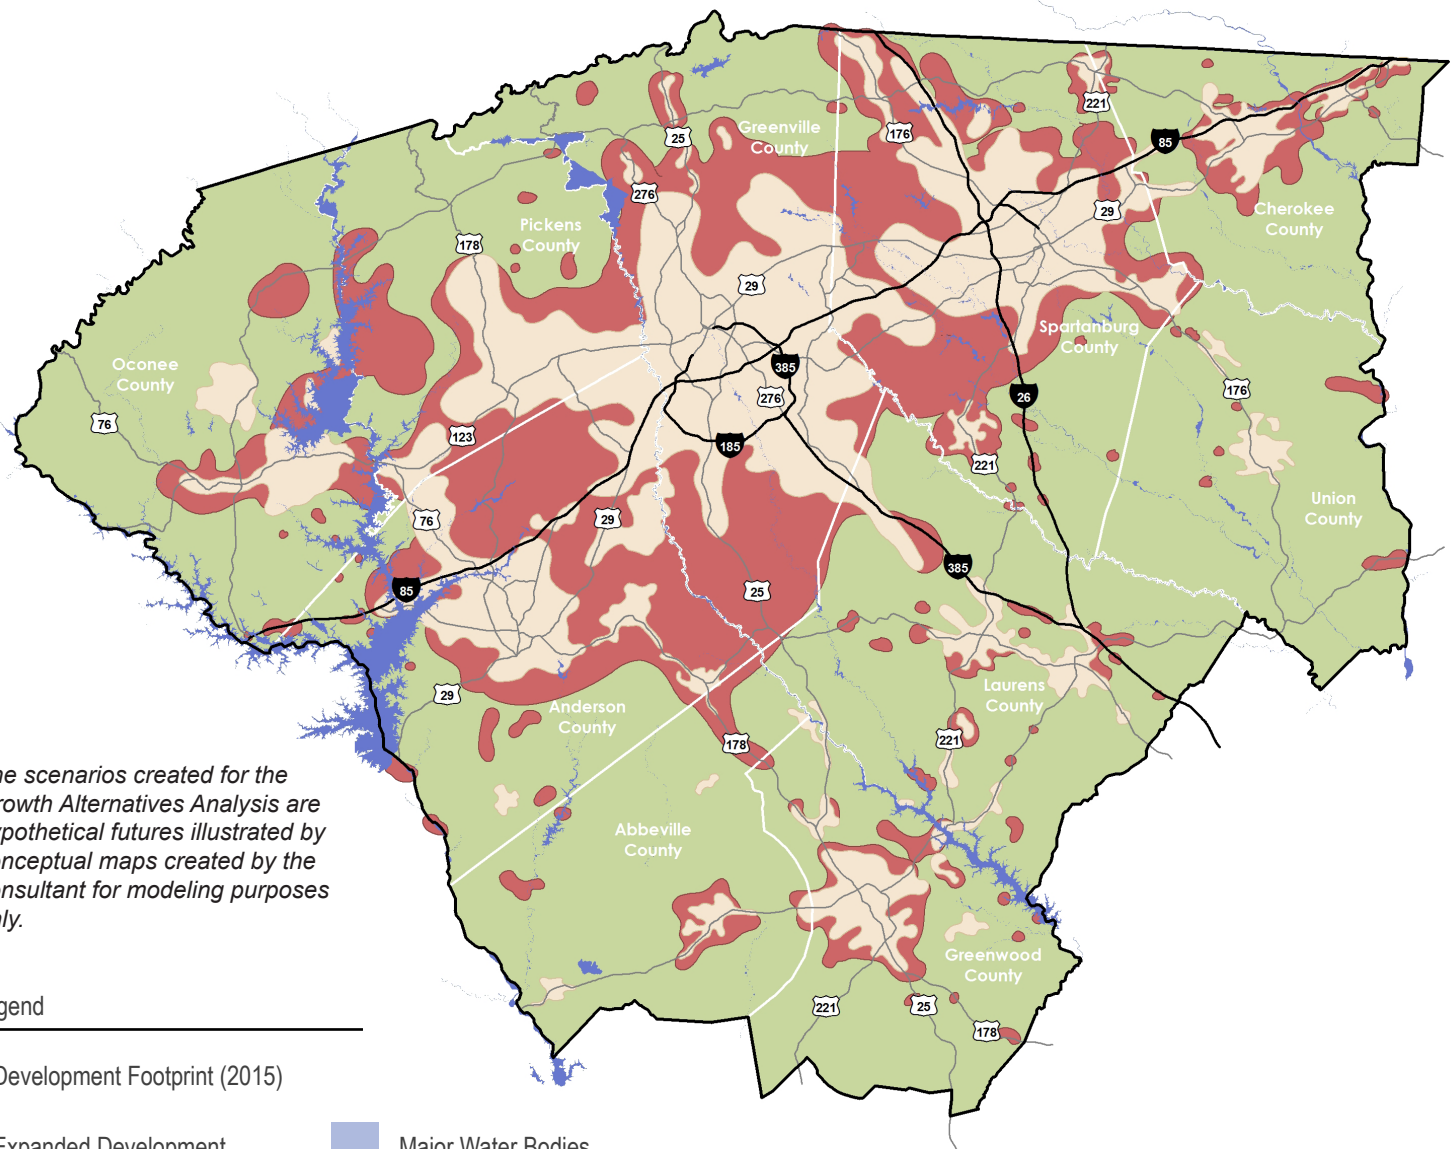 221
25
Greenville
County
176
85
276
29
Cherokee
County
Pickens
County
178
29
Spartanburg
County
Oconee
County
385
276
26
176
76
123
185
221
Union
County
76
29
385
85
25
Laurens
County
29
Anderson
County
178
221
Abbeville
County
Greenwood
County
221
25
178
ne scenarios created for the
rowth Alternatives Analysis are
ypothetical futures illustrated by
onceptual maps created by the
onsultant for modeling purposes
nly.
gend
Development Footprint (2015)
Expanded Development
Major Water Bodies